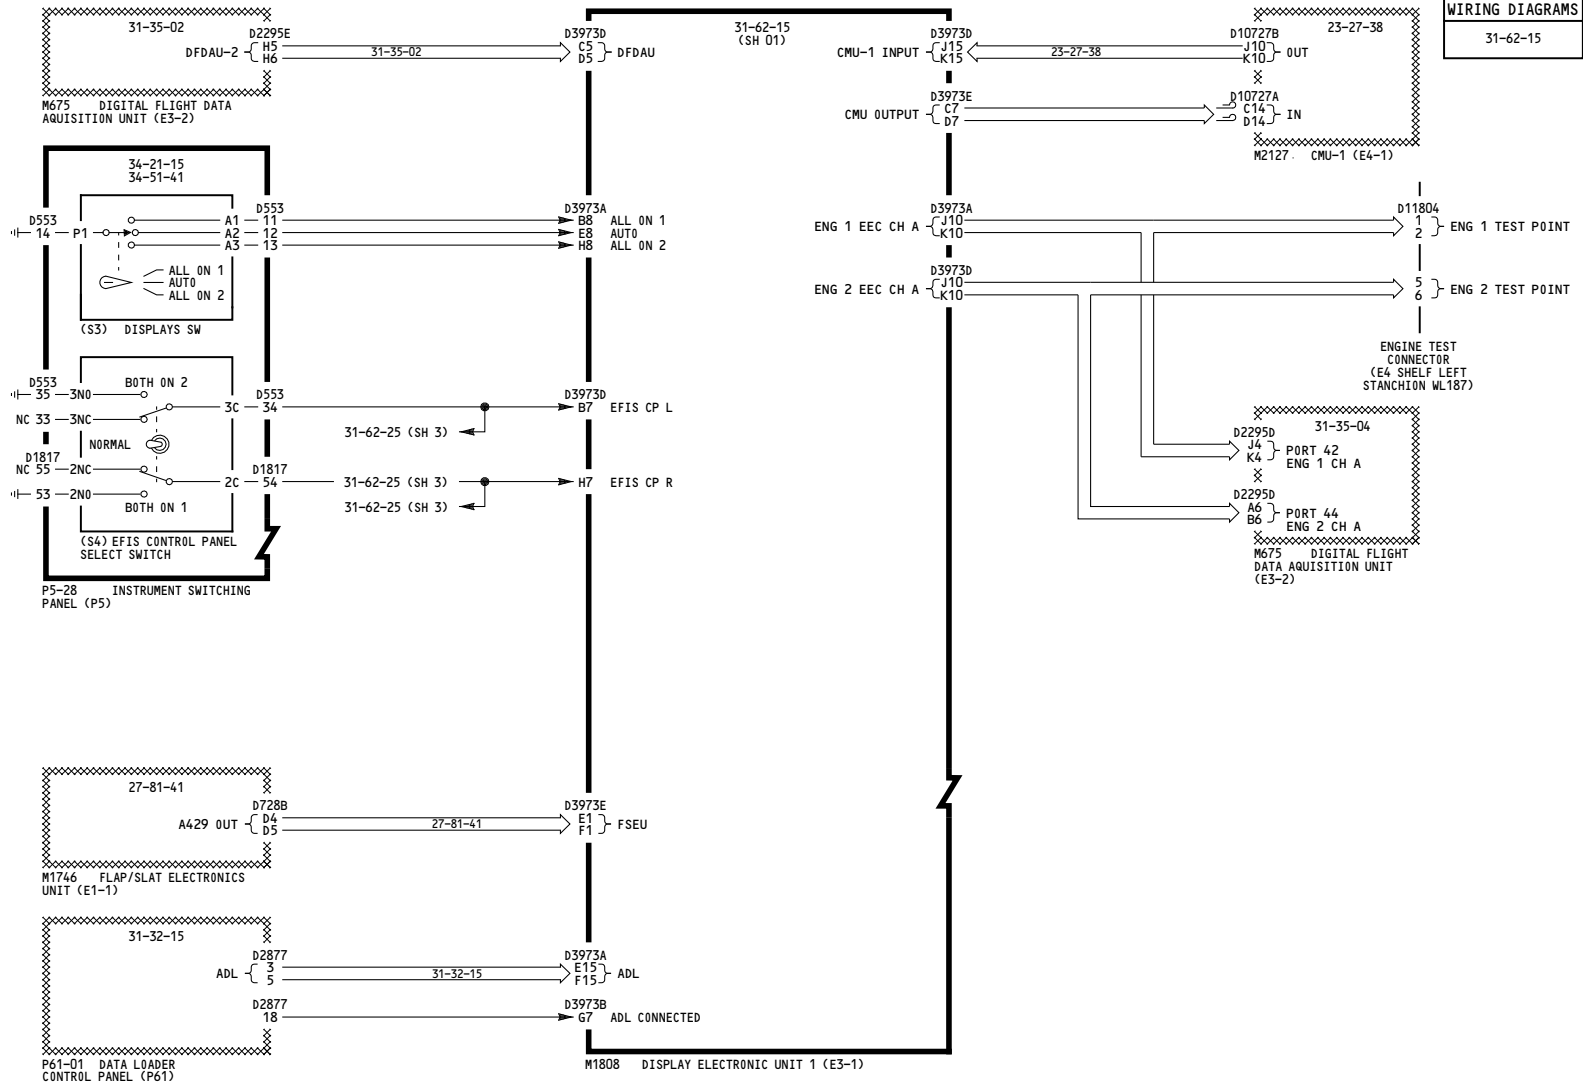 WIRING DIAGRAMS
31-62-15
31-35-02
D2295E
DFDAU-2
H5
H6
31-35-02
M675 DIGITAL FLIGHT DATA
AQUISITION UNIT (E3-2)
D3973D
C5
D5
DFDAU
31-62-15
(SH 01)
D3973D
CMU-1 INPUT
J15
K15
23-27-38
D10727B
J10
K10
OUT
23-27-38
D3973E
CMU OUTPUT
C7
D7
D10727A
C14
D14
IN
M2127 CMU-1 (E4-1)
34-21-15
34-51-41
D553
14
P1
A1
A2
A3
D553
11
12
13
ALL ON 1
AUTO
ALL ON 2
(S3) DISPLAYS SW
D3973A
B8 ALL ON 1
E8 AUTO
H8 ALL ON 2
D3973A
ENG 1 EEC CH A
J10
K10
D11804
1
2
ENG 1 TEST POINT
D3973D
ENG 2 EEC CH A
J10
K10
5
6
ENG 2 TEST POINT
ENGINE TEST
CONNECTOR
(E4 SHELF LEFT
STANCHION WL187)
D553
35
3NO
BOTH ON 2
NC 33
3NC
NORMAL
D1817
NC 55
2NC
53
2NO
BOTH ON 1
3C
D553
34
2C
D1817
54
(S4) EFIS CONTROL PANEL
SELECT SWITCH
P5-28 INSTRUMENT SWITCHING
PANEL (P5)
31-62-25 (SH 3)
31-62-25 (SH 3)
31-62-25 (SH 3)
D3973D
B7 EFIS CP L
H7 EFIS CP R
31-35-04
D2295D
J4
K4
PORT 42
ENG 1 CH A
D2295D
A6
B6
PORT 44
ENG 2 CH A
M675 DIGITAL FLIGHT
DATA AQUISITION UNIT
(E3-2)
27-81-41
D728B
A429 OUT
D4
D5
27-81-41
D3973E
E1
F1
FSEU
M1746 FLAP/SLAT ELECTRONICS
UNIT (E1-1)
31-32-15
D2877
ADL
3
5
31-32-15
D3973A
E15
F15
ADL
D2877
18
D3973B
G7 ADL CONNECTED
P61-01 DATA LOADER
CONTROL PANEL (P61)
M1808 DISPLAY ELECTRONIC UNIT 1 (E3-1)